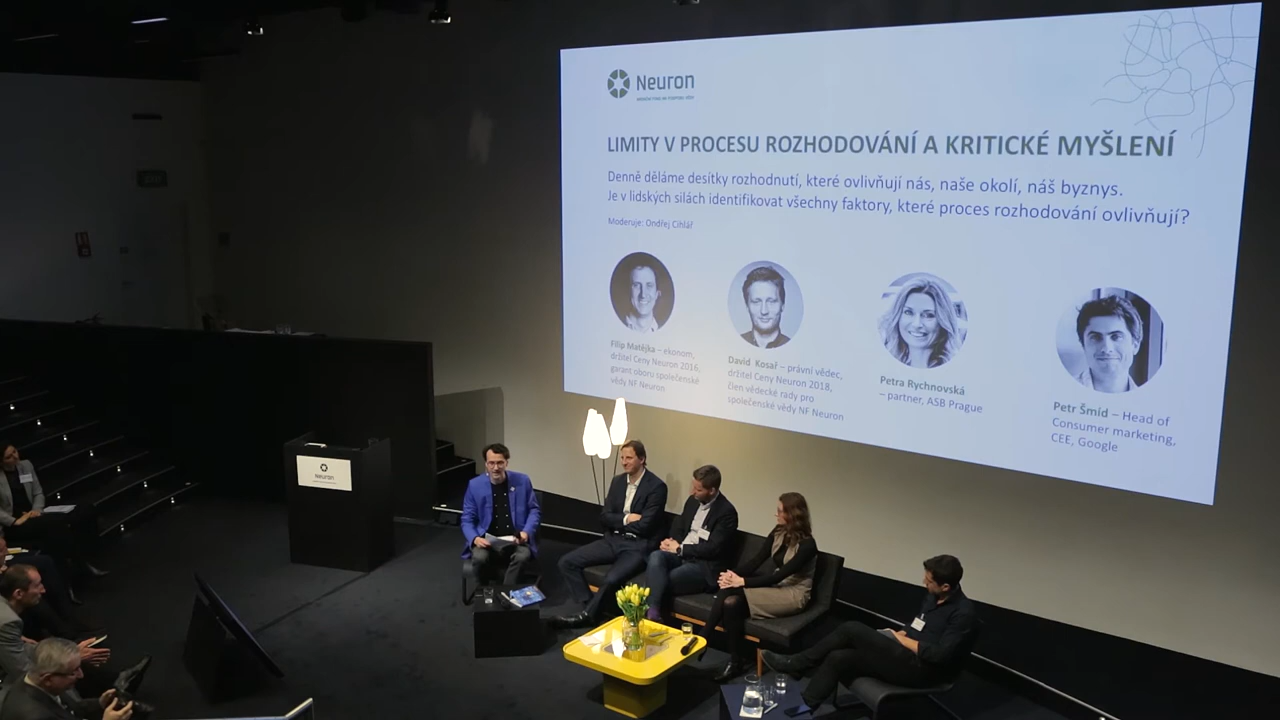 Neuron
LIMITY V PROCESU ROZHODOVÁNÍ A KRITICKÉ MYŠLENÍ
Denně děláme desítky rozhodnutí, které ovlivňují nás, naše okolí, náš byznys.
Je v lidských silách identifikovat všechny faktory, které proces rozhodování ovlivňují?
Moderuje: Ondřej Cihlář
Filip Matějka – ekonom,
držitel Ceny Neuron 2016,
garant oboru společenské
vědy NF Neuron
David Kosař – právní vědec,
držitel Ceny Neuron 2018,
člen vědecké rady pro
společenské vědy NF Neuron
Petra Rychnovská
– partner, ASB Prague
Petr Šmíd – Head of
Consumer marketing,
CEE, Google
Neuron